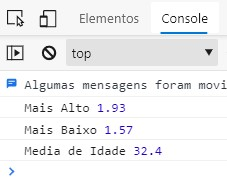 Elementos Console
top
Algumas mensagens foram movi
Mais Alto 1.93
Mais Baixo 1.57
Media de Idade 32.4